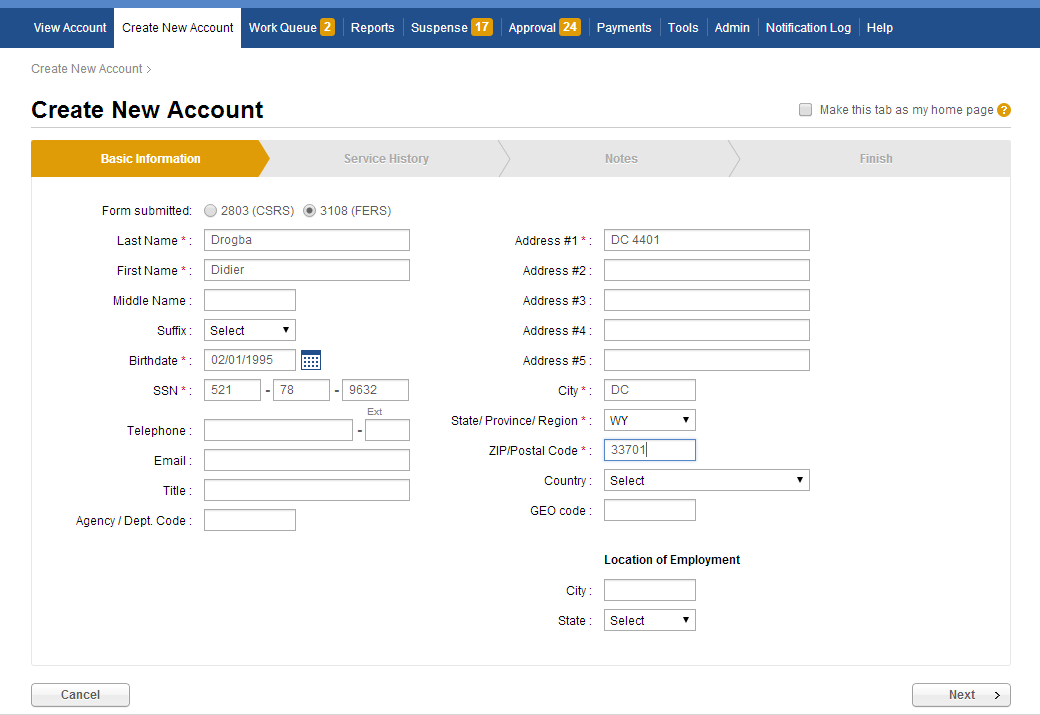 View Account Create New Account Work Queue 2 Reports Suspense 17 Approval 24 Payments Tools Admin Notification Log Help
Create New Account >
Create New Account
Make this tab as my home page ?
Basic Information Service History Notes Finish
Form submitted: 2803 (CSRS) 3108 (FERS)
Last Name * : Drogba
First Name * : Didier
Middle Name :
Suffix : Select
Birthdate * : 02/01/1995
SSN * : 521 - 78 - 9632
Ext
Telephone : -
Email :
Title :
Agency / Dept. Code :
Address #1 * : DC 4401
Address #2 :
Address #3 :
Address #4 :
Address #5 :
City * : DC
State/ Province/ Region * : WY
ZIP/Postal Code * : 33701
Country : Select
GEO code :
Location of Employment
City :
State : Select
Cancel Next >